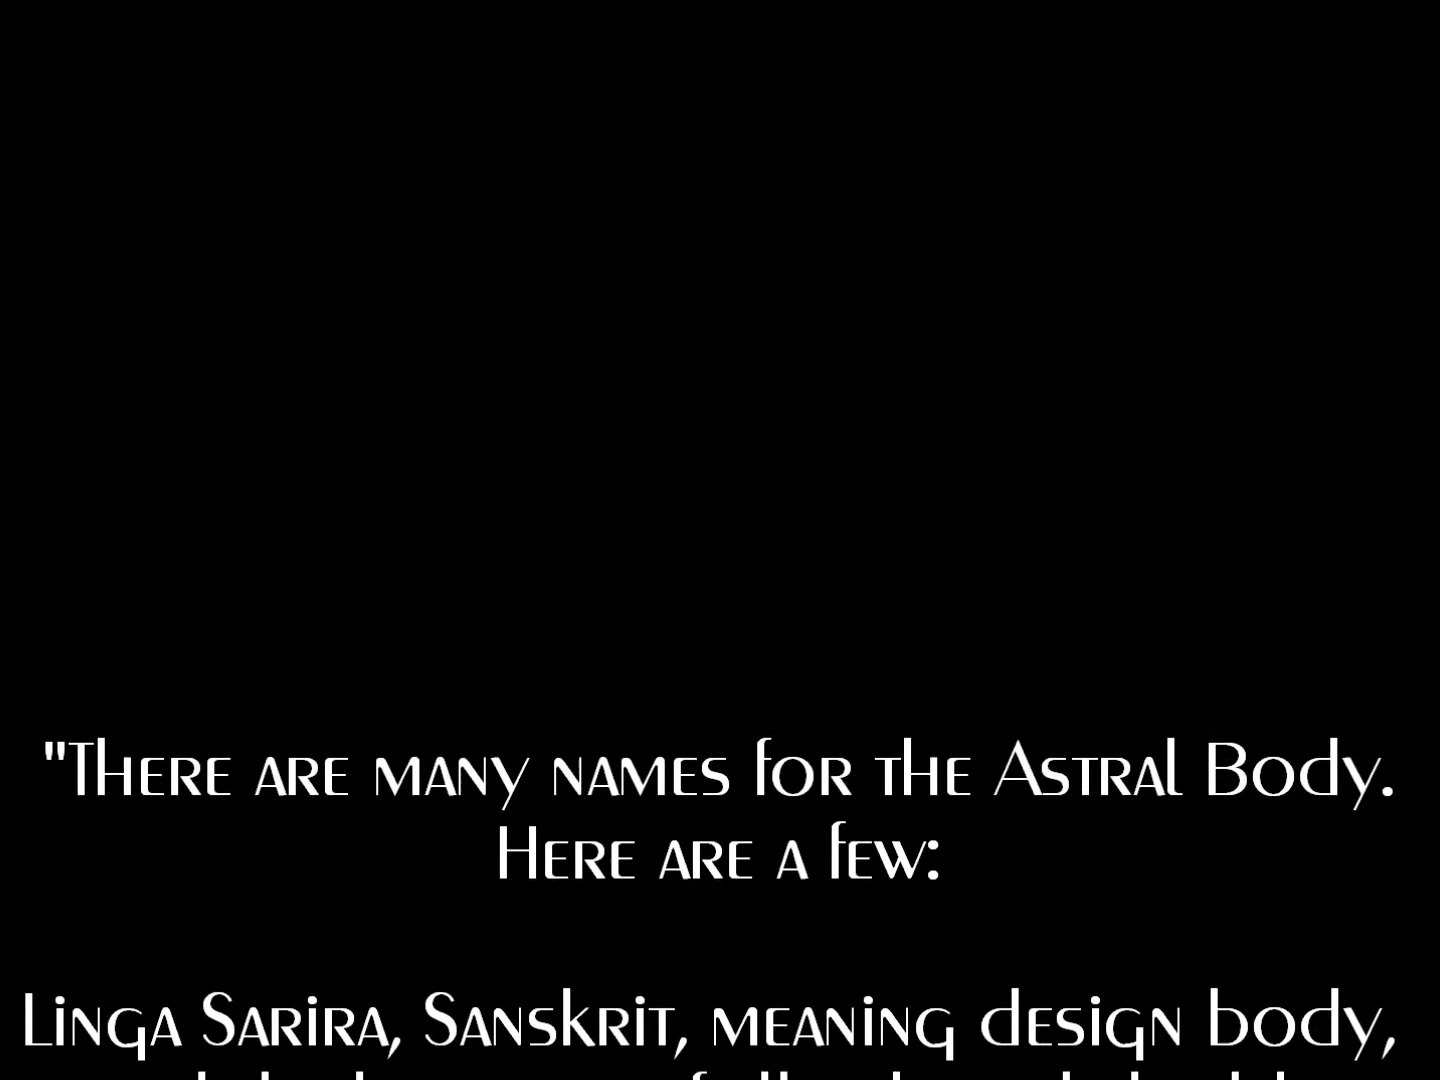 "There are many names for the Astral Body.
Here are a few:
Linga Sarira, Sanskrit, meaning design body,